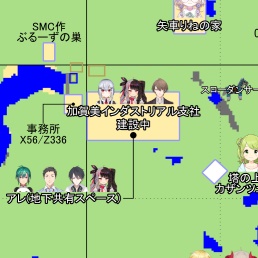 SMC作
ぶるーずの巣
矢車りねの家
スローダンサー
加賀美インダストリアル支社
建設中
事務所
X56/Z336
塔の上
カザンツ
アレ(地下共有スペース)